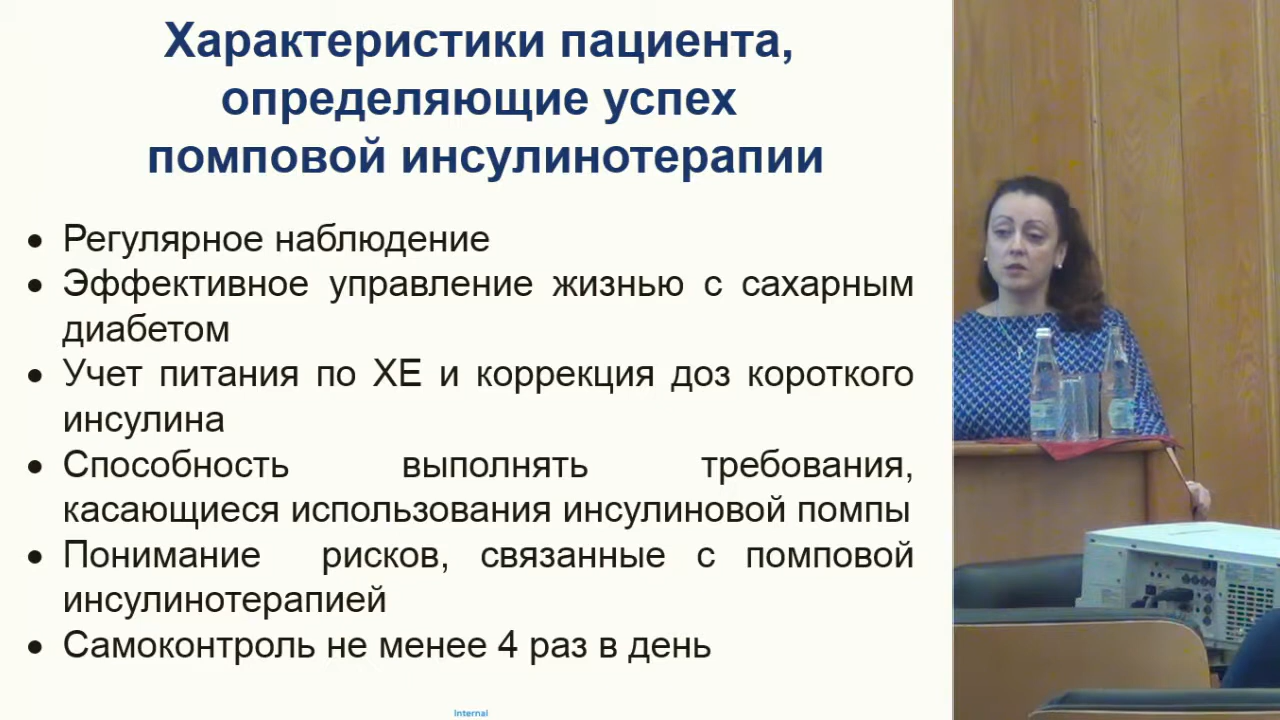 Характеристики пациента,
определяющие успех
помповой инсулинотерапии
• Регулярное наблюдение
• Эффективное управление жизнью с сахарным
диабетом
• Учет питания по ХЕ и коррекция доз короткого
инсулина
• Способность выполнять требования,
касающиеся использования инсулиновой помпы
• Понимание рисков, связанные с помповой
инсулинотерапией
• Самоконтроль не менее 4 раз в день
Internal